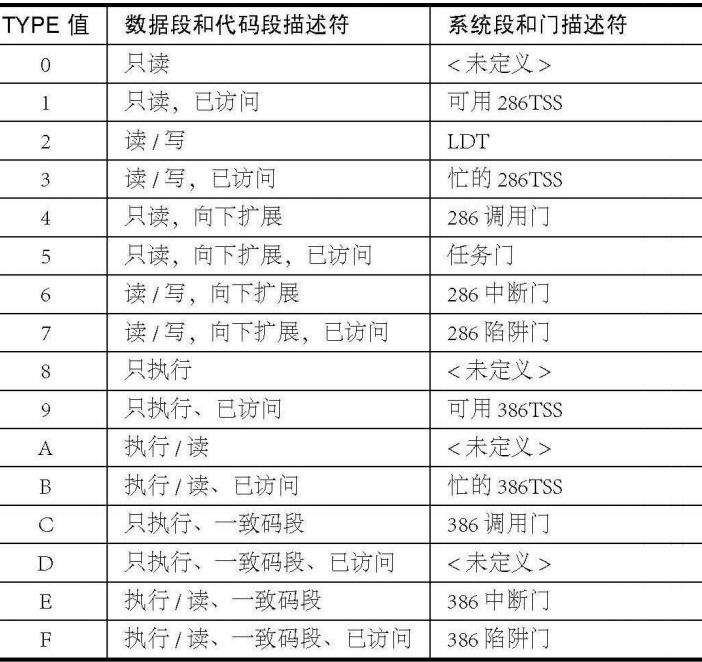 TYPE 值 数据段和代码段描述符 系统段和门描述符
0 只读 <未定义>
1 只读，已访问 可用 286TSS
2 读/写 LDT
3 读/写，已访问 忙的 286TSS
4 只读，向下扩展 286 调用门
5 只读，向下扩展，已访问 任务门
6 读/写，向下扩展 286 中断门
7 读/写，向下扩展，已访问 286 陷阱门
8 只执行 <未定义>
9 只执行、已访问 可用 386TSS
A 执行/读 <未定义>
B 执行/读、已访问 忙的 386TSS
C 只执行、一致码段 386 调用门
D 只执行、一致码段、已访问 <未定义>
E 执行/读、一致码段 386 中断门
F 执行/读、一致码段、已访问 386 陷阱门